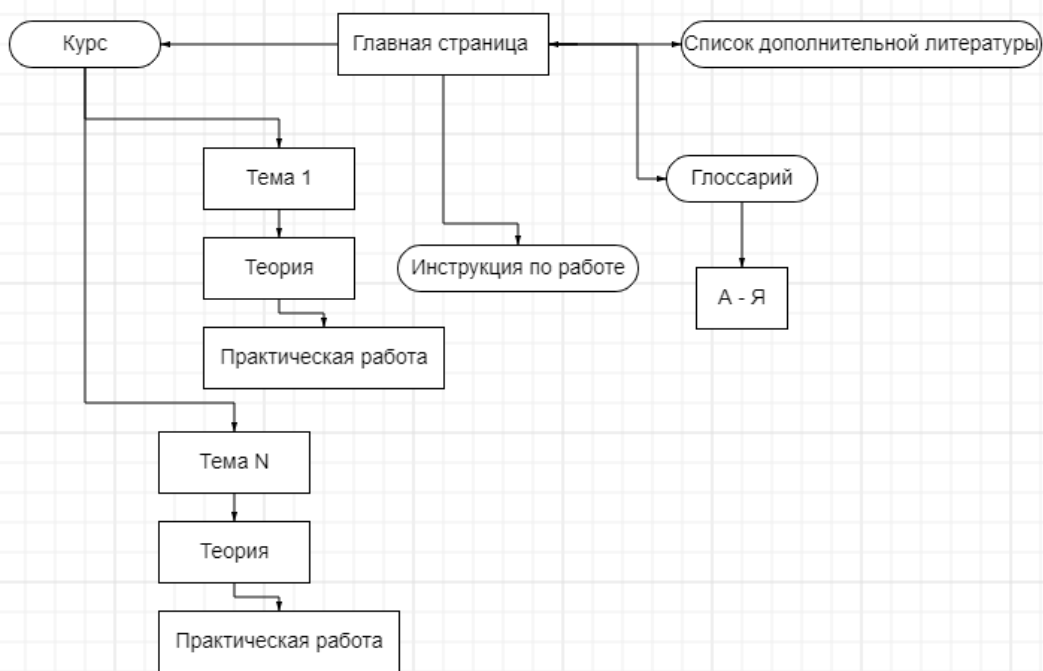 Курс
Главная страница
Список дополнительной литературы
Тема 1
Глоссарий
Теория
Инструкция по работе
А - Я
Практическая работа
Тема N
Теория
Практическая работа